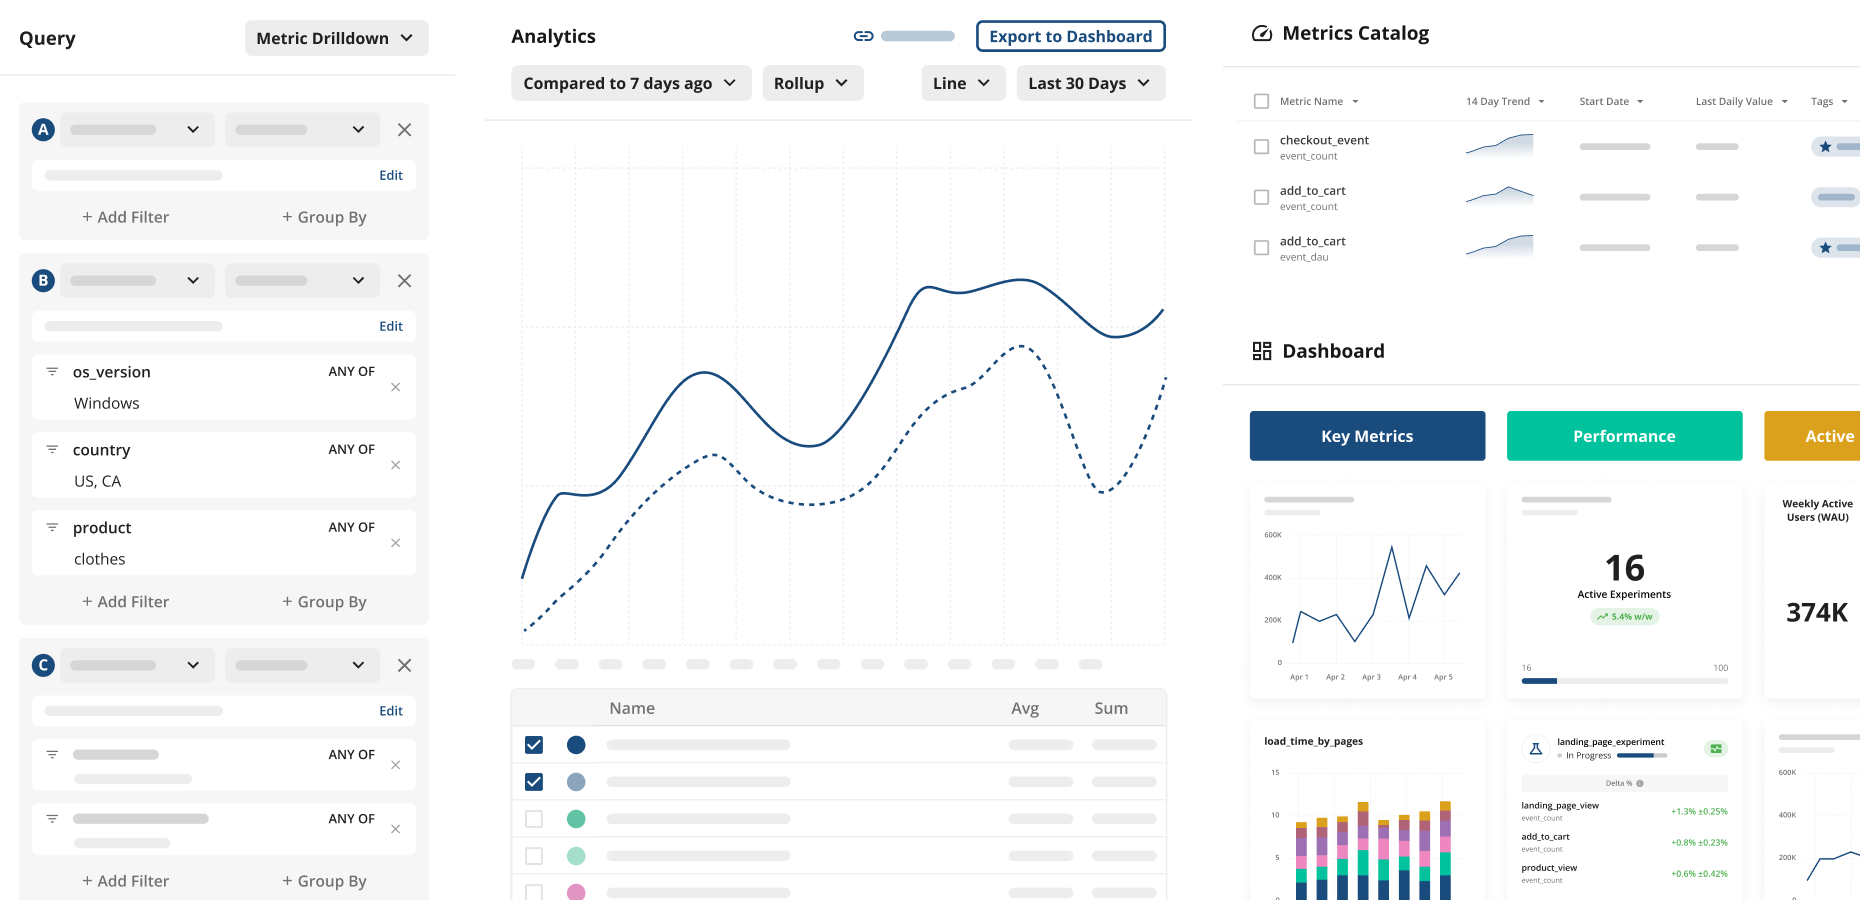 Query
Metric Drilldown
A
Edit
+ Add Filter
+ Group By
B
Edit
os_version
ANY OF
Windows
country
ANY OF
US, CA
product
ANY OF
clothes
+ Add Filter
+ Group By
C
Edit
ANY OF
ANY OF
+ Add Filter
+ Group By
Analytics
Export to Dashboard
Compared to 7 days ago
Rollup
Line
Last 30 Days
Name
Avg
Sum
Metrics Catalog
Metric Name
14 Day Trend
Start Date
Last Daily Value
Tags
checkout_event
event_count
add_to_cart
event_count
add_to_cart
event_dau
Dashboard
Key Metrics
Performance
Active
600K
400K
200K
0
Apr 1
Apr 2
Apr 3
Apr 4
Apr 5
16
Active Experiments
5.4% w/w
16
100
Weekly Active
Users (WAU)
374K
load_time_by_pages
15
10
5
0
landing_page_experiment
In Progress
Delta %
landing_page_view
event_count
+1.3% ±0.25%
add_to_cart
event_count
+0.8% ±0.23%
product_view
event_count
+0.6% ±0.42%
600K
400K
200K
0